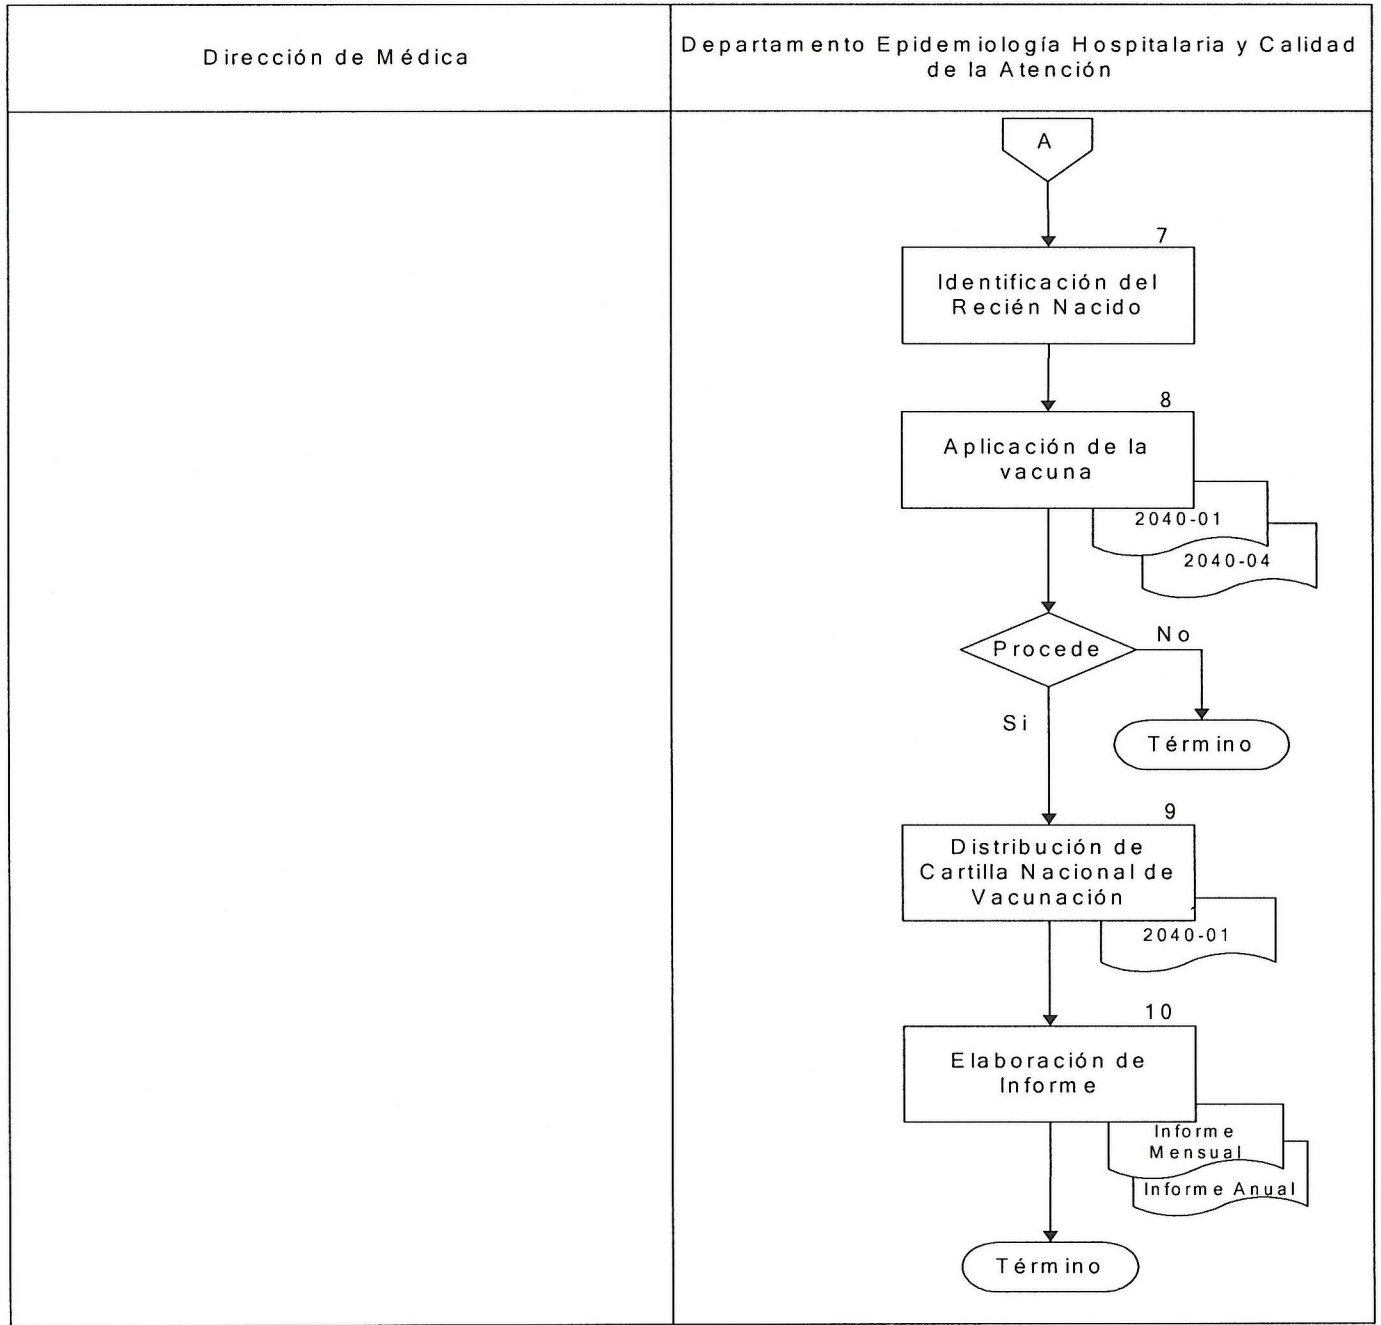 Dirección de Médica
Departamento Epidemiología Hospitalaria y Calidad
de la Atención
A
7
Identificación del
Recién Nacido
8
Aplicación de la
vacuna
2040-01
2040-04
Procede
No
Si
Término
9
Distribución de
Cartilla Nacional de
Vacunación
2040-01
10
Elaboración de
Informe
Informe
Mensual
Informe Anual
Término